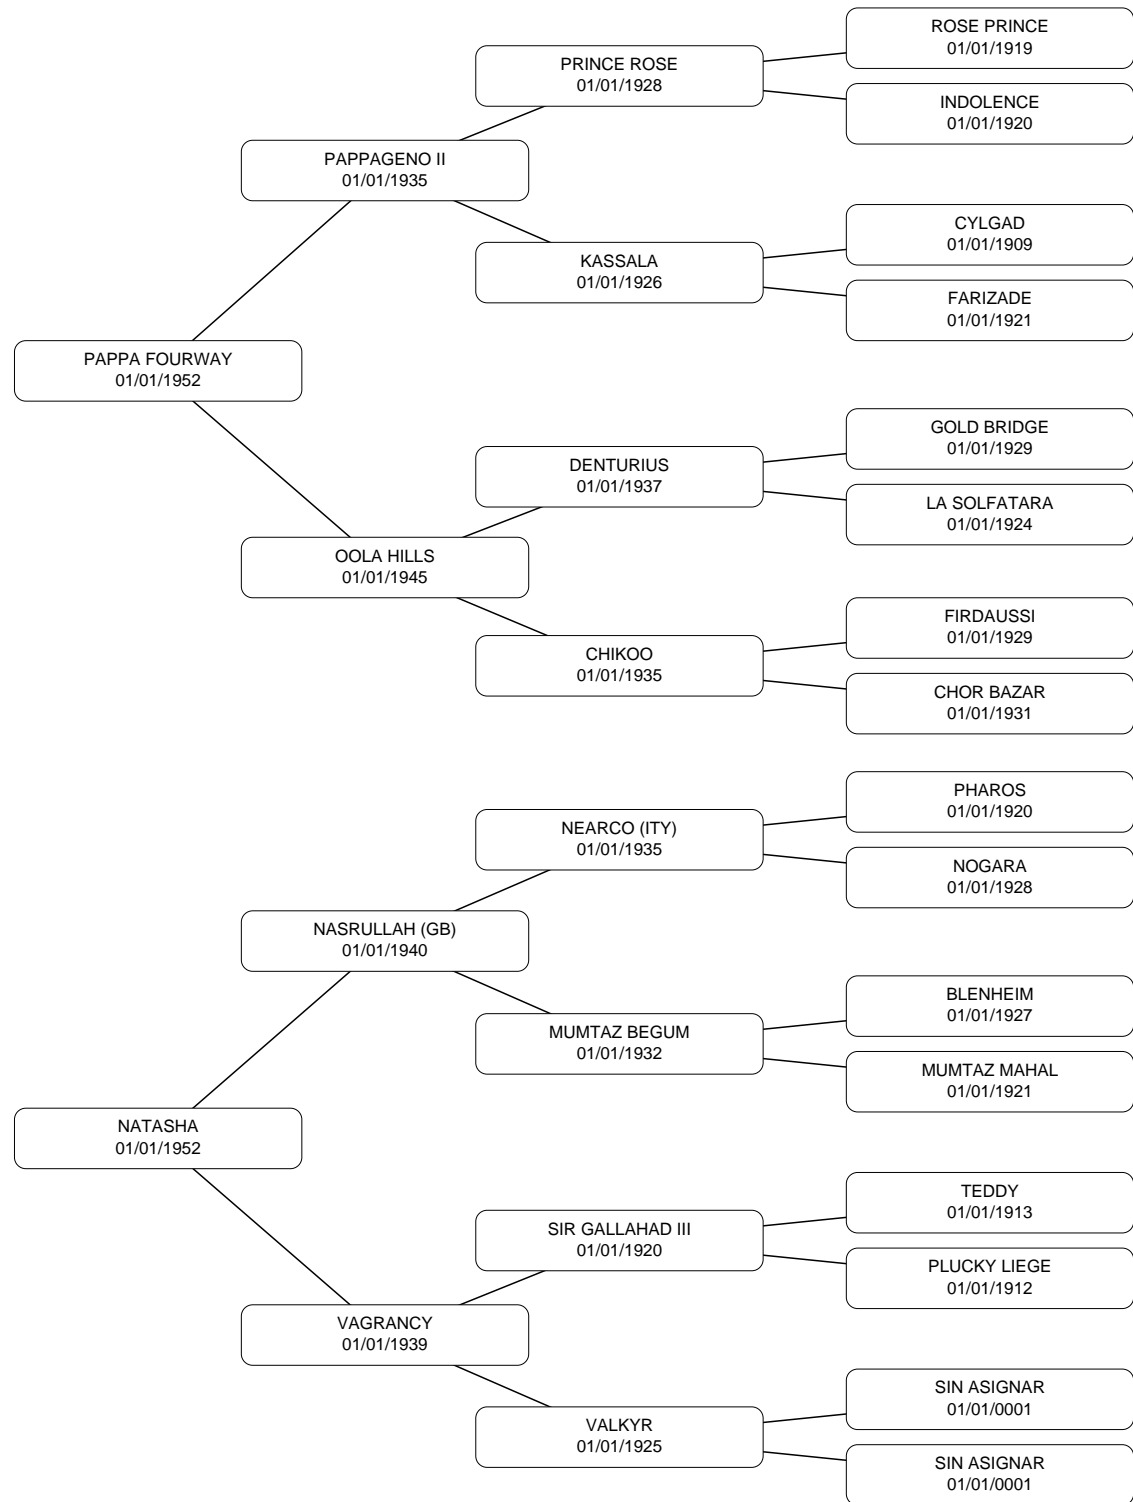 ROSE PRINCE
01/01/1919
PRINCE ROSE
01/01/1928
INDOLENCE
01/01/1920
PAPPAGENO II
01/01/1935
CYLGAD
01/01/1909
KASSALA
01/01/1926
FARIZADE
01/01/1921
PAPPA FOURWAY
01/01/1952
GOLD BRIDGE
01/01/1929
DENTURIUS
01/01/1937
LA SOLFATARA
01/01/1924
OOLA HILLS
01/01/1945
FIRDAUSSI
01/01/1929
CHIKOO
01/01/1935
CHOR BAZAR
01/01/1931
PHAROS
01/01/1920
NEARCO (ITY)
01/01/1935
NOGARA
01/01/1928
NASRULLAH (GB)
01/01/1940
BLENHEIM
01/01/1927
MUMTAZ BEGUM
01/01/1932
MUMTAZ MAHAL
01/01/1921
NATASHA
01/01/1952
TEDDY
01/01/1913
SIR GALLAHAD III
01/01/1920
PLUCKY LIEGE
01/01/1912
VAGRANCY
01/01/1939
SIN ASIGNAR
01/01/0001
VALKYR
01/01/1925
SIN ASIGNAR
01/01/0001